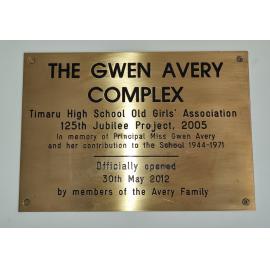 THE GWEN AVERY
COMPLEX
Timaru High School Old Girls' Association
125th Jubilee Project, 2005
In memory of Principal Miss Gwen Avery
and her contribution to the School 1944-1971
Officially opened
30th May 2012
by members of the Avery Family